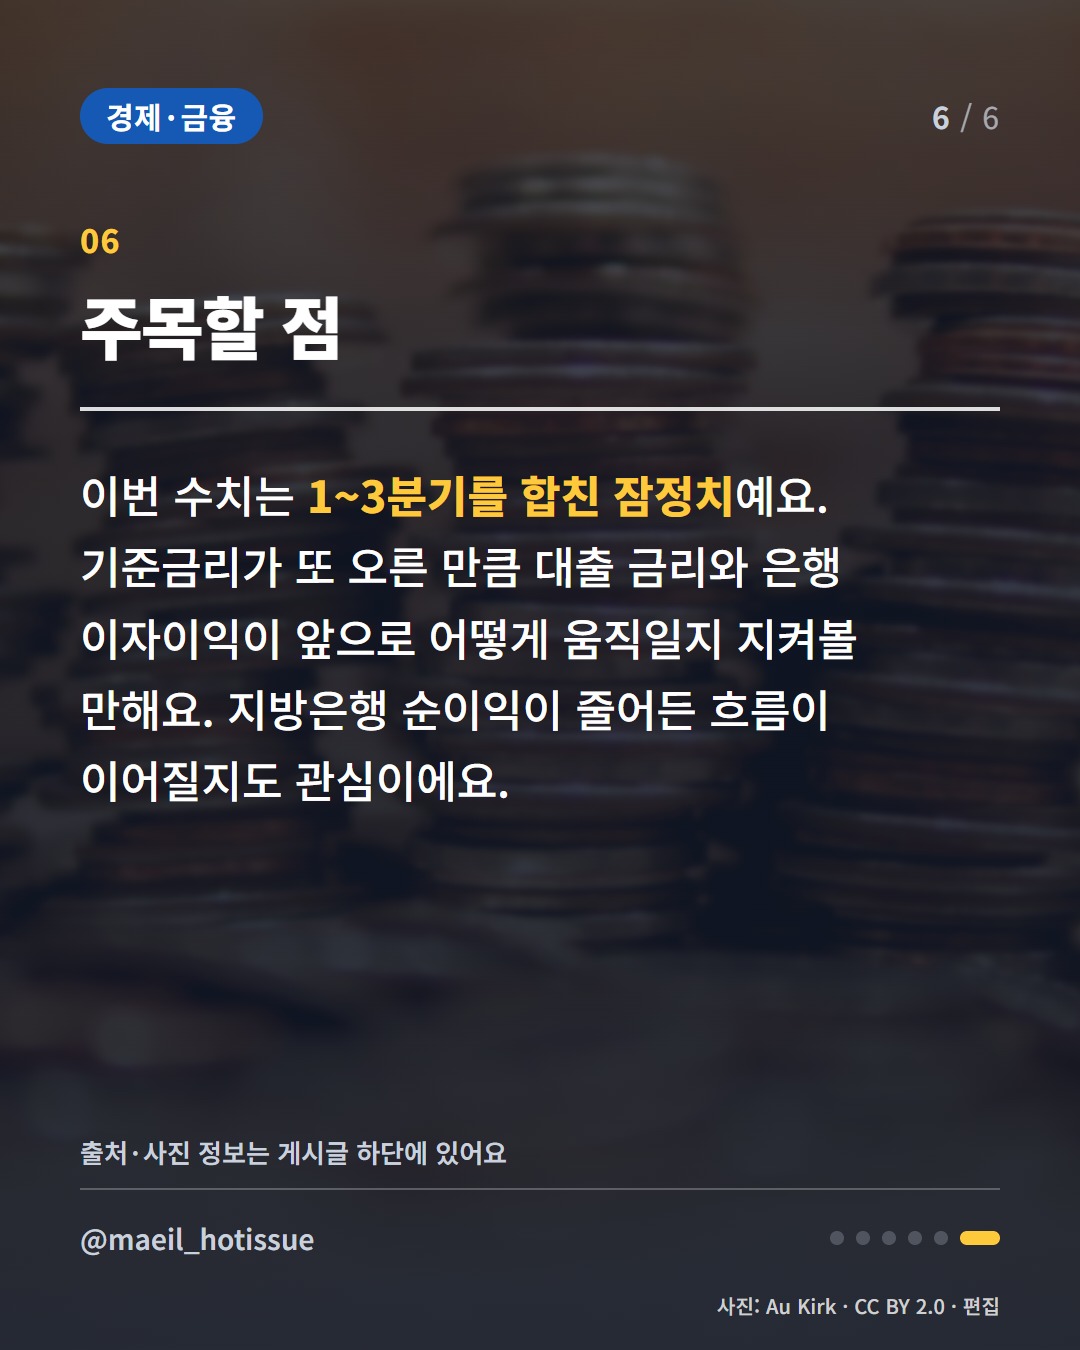 경제·금융
6 / 6
06
주목할 점
이번 수치는 1~3분기를 합친 잠정치예요.
기준금리가 또 오른 만큼 대출 금리와 은행
이자이익이 앞으로 어떻게 움직일지 지켜볼
만해요. 지방은행 순이익이 줄어든 흐름이
이어질지도 관심이에요.
출처·사진 정보는 게시글 하단에 있어요
@maeil_hotissue
사진: Au Kirk · CC BY 2.0 · 편집